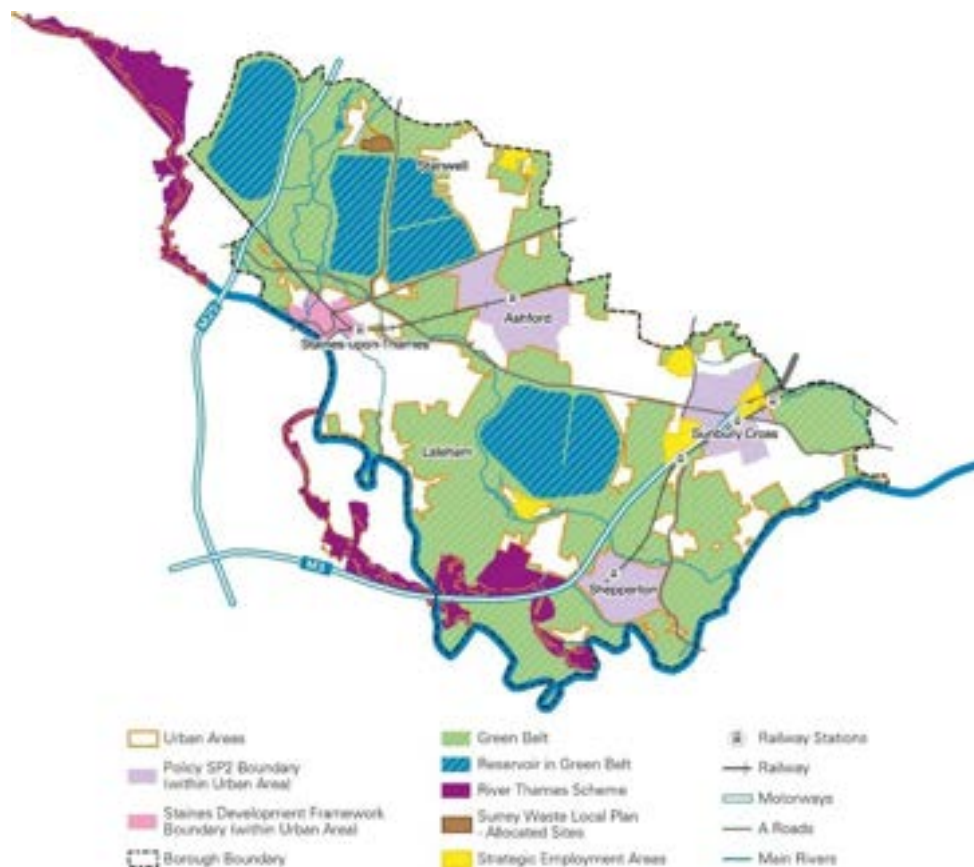 Stanwell
M25
Ashford
Staines-upon-Thames
Sunbury Cross
Laleham
M3
Shepperton
Urban Areas
Policy SP2 Boundary
(within Urban Area)
Staines Development Framework
Boundary (within Urban Area)
Borough Boundary
Green Belt
Reservoir in Green Belt
River Thames Scheme
Surrey Waste Local Plan
- Allocated Sites
Strategic Employment Areas
Railway Stations
Railway
Motorways
A Roads
Main Rivers